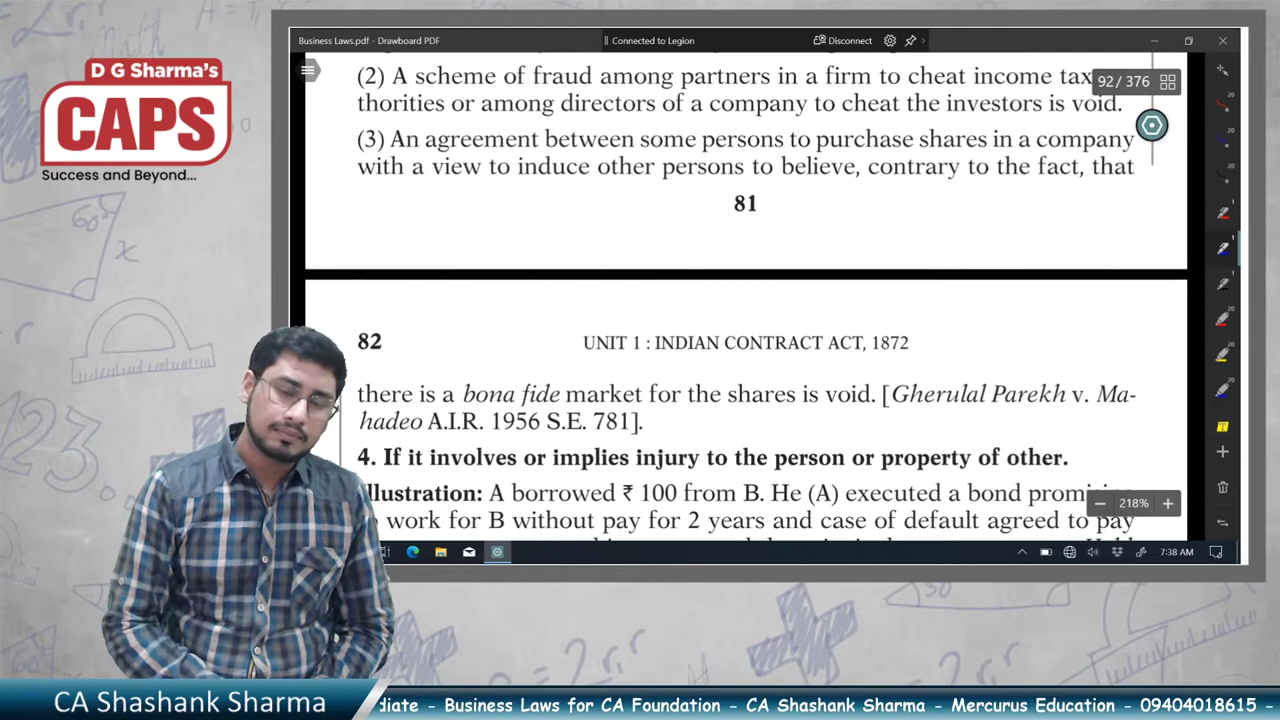 D G Sharma's
CAPS
Success and Beyond...
Business Laws.pdf - Drawboard PDF
Connected to Legion
Disconnect
92 / 376
(2) A scheme of fraud among partners in a firm to cheat income tax
thorities or among directors of a company to cheat the investors is void.
(3) An agreement between some persons to purchase shares in a company
with a view to induce other persons to believe, contrary to the fact, that
81
82
UNIT 1 : INDIAN CONTRACT ACT, 1872
there is a bona fide market for the shares is void. [Gherulal Parekh v. Ma-
hadeo A.I.R. 1956 S.E. 781].
4. If it involves or implies injury to the person or property of other.
llustration: A borrowed ₹ 100 from B. He (A) executed a bond promi
work for B without pay for 2 years and case of default agreed to pay
218%
7:38 AM
CA Shashank Sharma
diate - Business Laws for CA Foundation - CA Shashank Sharma - Mercurus Education - 09404018615 -